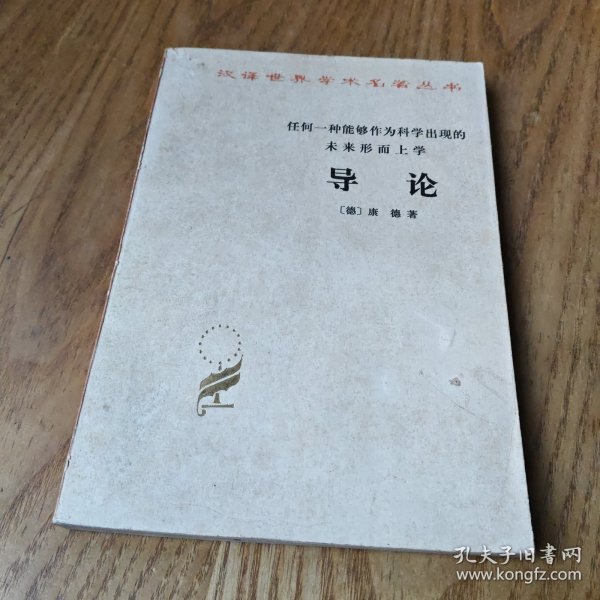 汉译世界学术名著丛书
任何一种能够作为科学出现的
未来形而上学
导 论
〔德〕康 德 著
孔夫子旧书网
www.kongfz.com